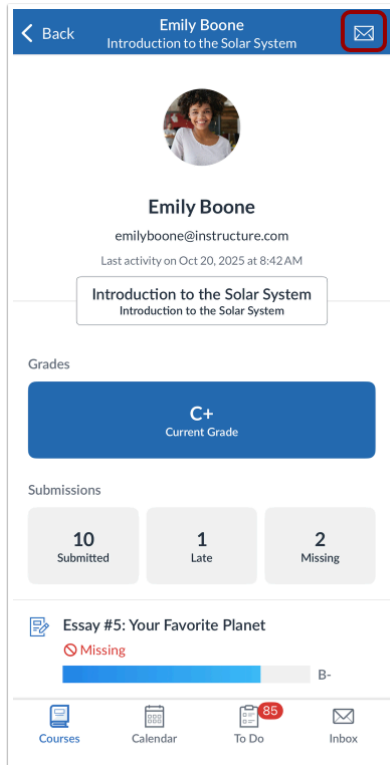 Back
Emily Boone
Introduction to the Solar System
Emily Boone
emilyboone@instructure.com
Last activity on Oct 20, 2025 at 8:42 AM
Introduction to the Solar System
Introduction to the Solar System
Grades
C+
Current Grade
Submissions
10
Submitted
1
Late
2
Missing
Essay #5: Your Favorite Planet
Missing
B-
85
Courses
Calendar
To Do
Inbox